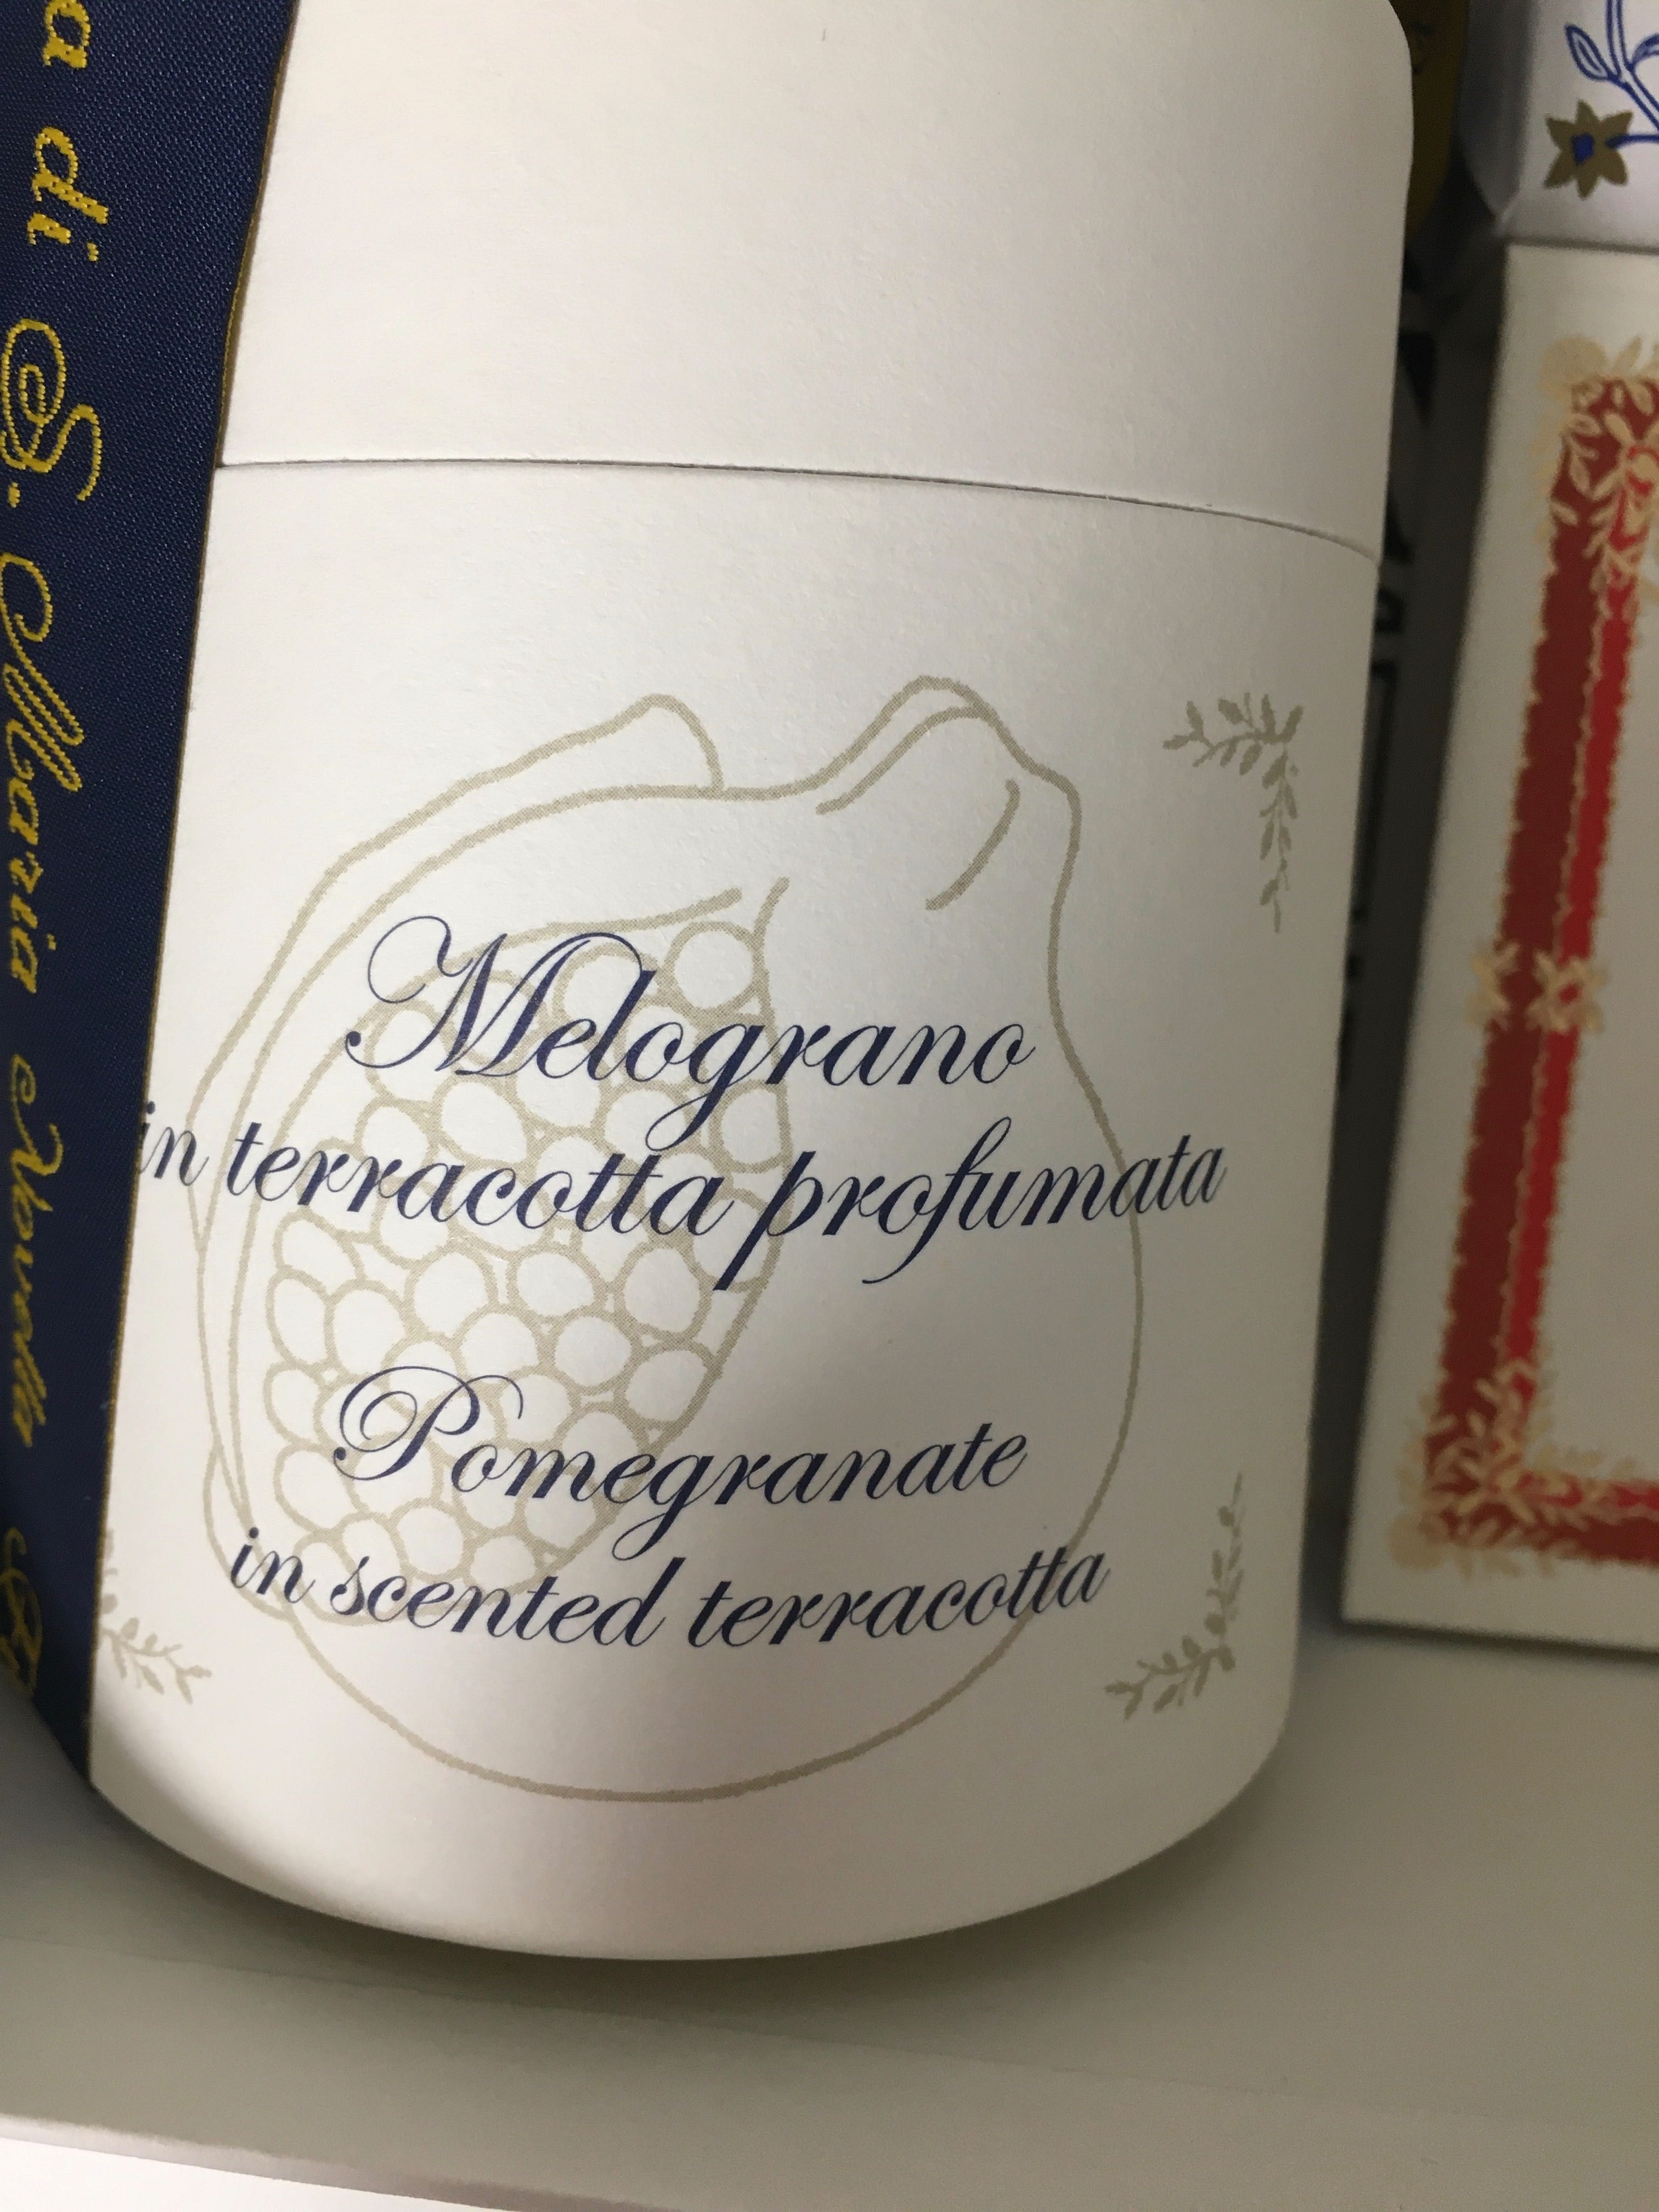 a di S. Maria Novella
Melograno
in terracotta profumata
Pomegranate
in scented terracotta